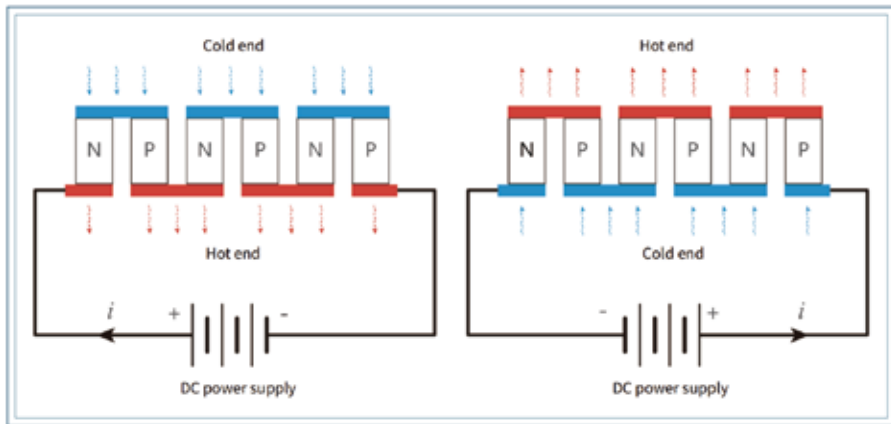 Cold end
N P N P N P
Hot end
i + -
DC power supply
Hot end
N P N P N P
Cold end
- + i
DC power supply